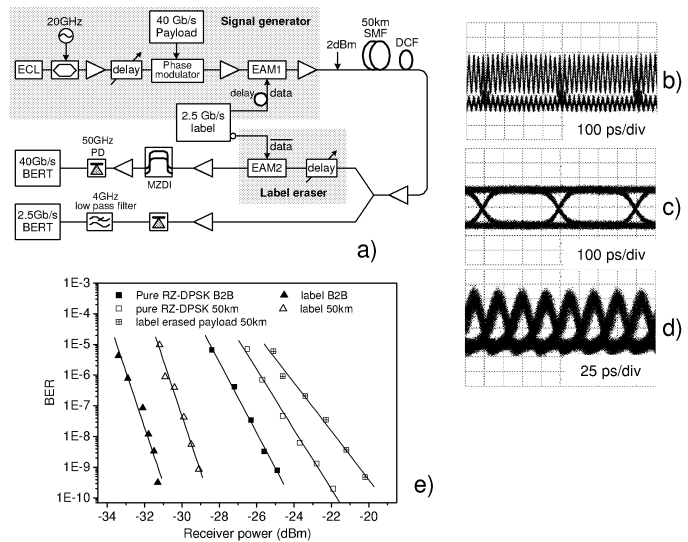 20GHz
40 Gb/s
Payload
Signal generator
ECL
delay
Phase
modulator
EAM1
delay
data
2.5 Gb/s
label
2dBm
50km
SMF
DCF
data
EAM2
delay
Label eraser
50GHz
PD
40Gb/s
BERT
MZDI
4GHz
low pass filter
2.5Gb/s
BERT
a)
b)
100 ps/div
c)
100 ps/div
d)
25 ps/div
1E-3
1E-4
1E-5
1E-6
1E-7
1E-8
1E-9
1E-10
BER
Pure RZ-DPSK B2B
pure RZ-DPSK 50km
label erased payload 50km
label B2B
label 50km
-34 -32 -30 -28 -26 -24 -22 -20
Receiver power (dBm)
e)